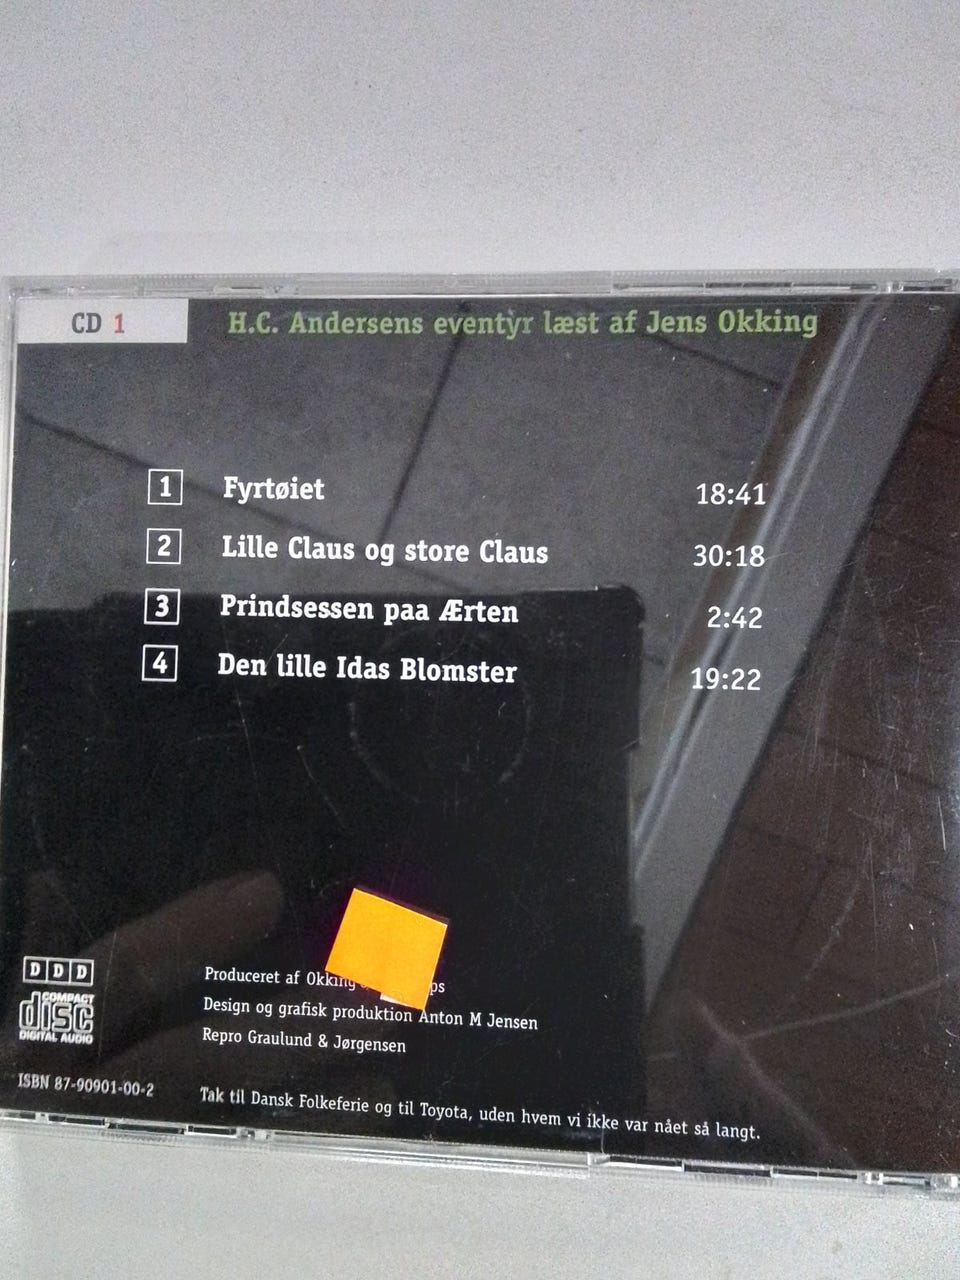 CD 1
H.C. Andersens eventyr læst af Jens Okking
1 Fyrtøiet 18:41
2 Lille Claus og store Claus 30:18
3 Prindsessen paa Ærten 2:42
4 Den lille Idas Blomster 19:22
DDD
COMPACT
disc
DIGITAL AUDIO
Produceret af Okking
Design og grafisk produktion Anton M Jensen
Repro Graulund & Jørgensen
ISBN 87-90901-00-2
Tak til Dansk Folkeferie og til Toyota, uden hvem vi ikke var nået så langt.